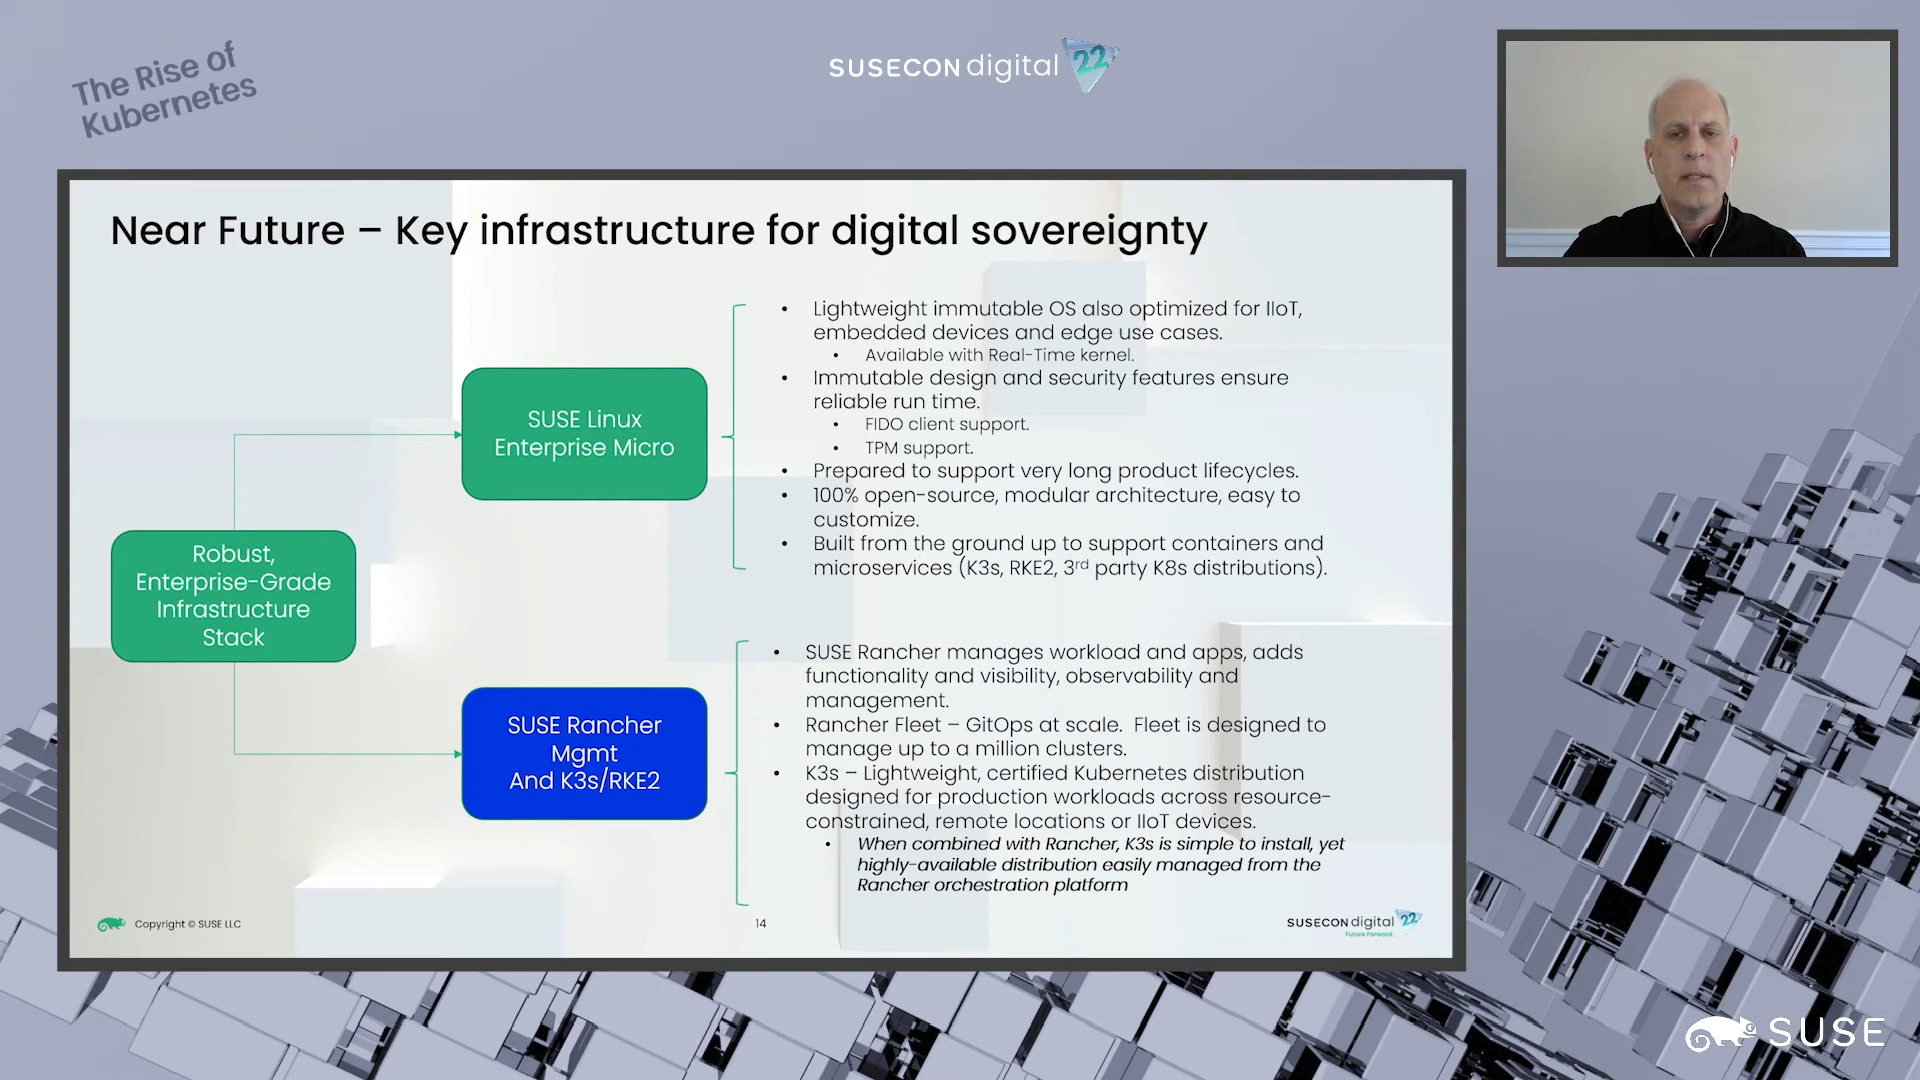 The Rise of
Kubernetes
SUSECON digital 22
Near Future – Key infrastructure for digital sovereignty
Robust,
Enterprise-Grade
Infrastructure
Stack
SUSE Linux
Enterprise Micro
• Lightweight immutable OS also optimized for IIoT,
embedded devices and edge use cases.
• Available with Real-Time kernel.
• Immutable design and security features ensure
reliable run time.
• FIDO client support.
• TPM support.
• Prepared to support very long product lifecycles.
• 100% open-source, modular architecture, easy to
customize.
• Built from the ground up to support containers and
microservices (K3s, RKE2, 3rd party K8s distributions).
SUSE Rancher
Mgmt
And K3s/RKE2
• SUSE Rancher manages workload and apps, adds
functionality and visibility, observability and
management.
• Rancher Fleet – GitOps at scale. Fleet is designed to
manage up to a million clusters.
• K3s – Lightweight, certified Kubernetes distribution
designed for production workloads across resource-
constrained, remote locations or IIoT devices.
• When combined with Rancher, K3s is simple to install, yet
highly-available distribution easily managed from the
Rancher orchestration platform
Copyright © SUSE LLC
14
SUSECON digital 22
Future Forward.
SUSE